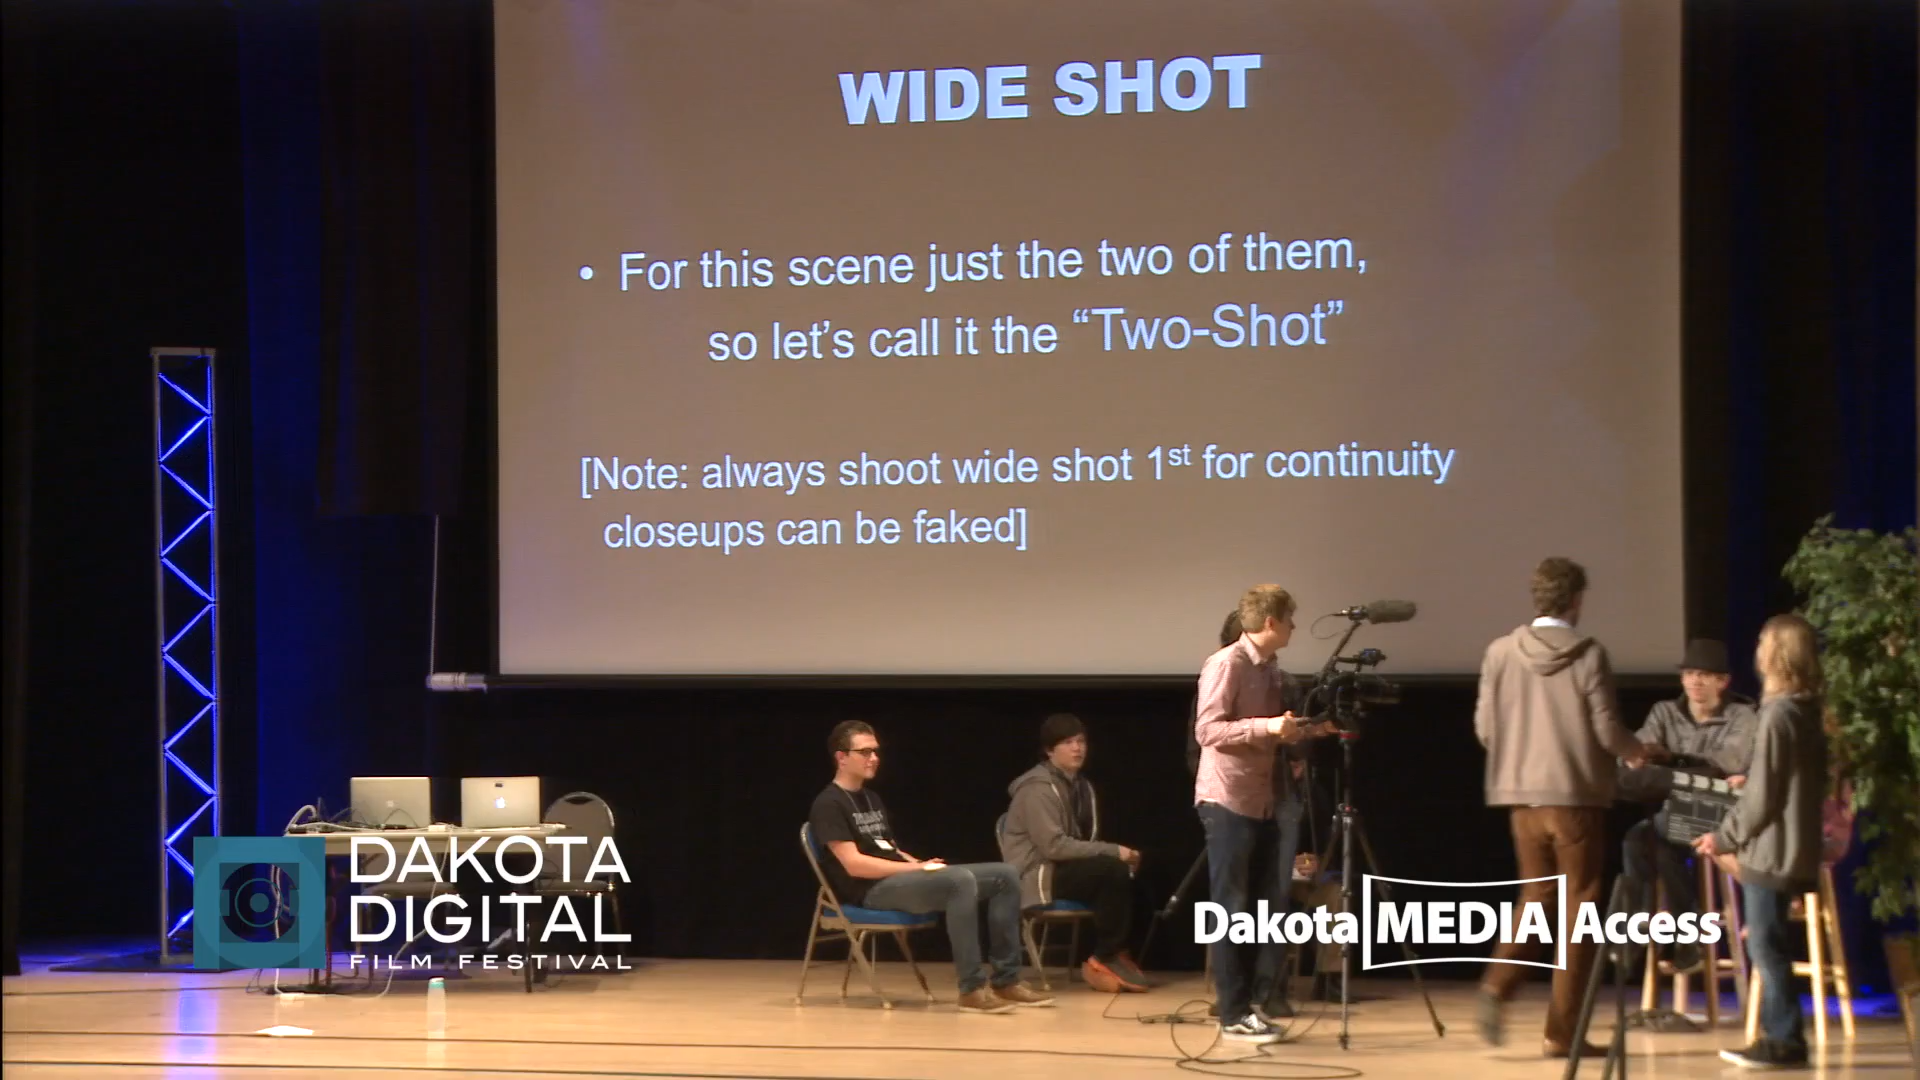 WIDE SHOT
• For this scene just the two of them,
so let's call it the “Two-Shot”
[Note: always shoot wide shot 1st for continuity
closeups can be faked]
DAKOTA
DIGITAL
FILM FESTIVAL
Dakota MEDIA Access